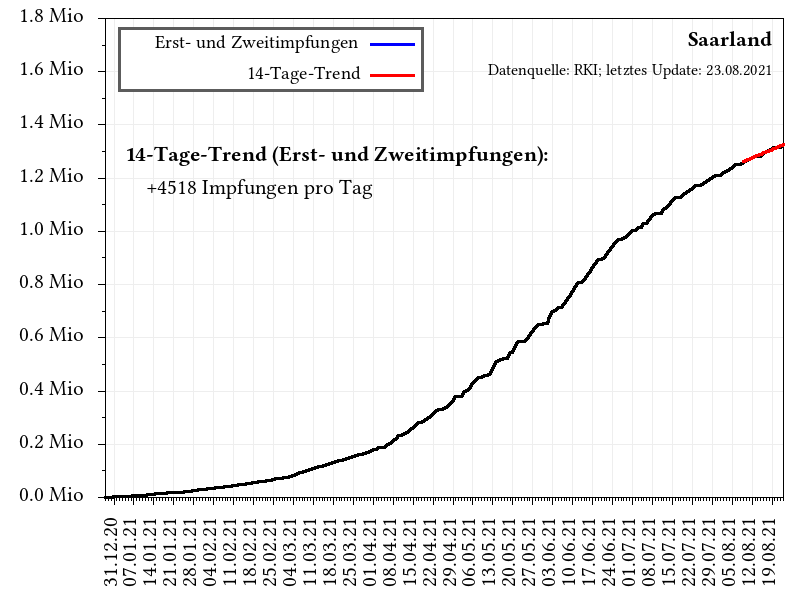 1.8 Mio
1.6 Mio
1.4 Mio
1.2 Mio
1.0 Mio
0.8 Mio
0.6 Mio
0.4 Mio
0.2 Mio
0.0 Mio
Erst- und Zweitimpfungen
14-Tage-Trend
Saarland
Datenquelle: RKI; letztes Update: 23.08.2021
14-Tage-Trend (Erst- und Zweitimpfungen):
+4518 Impfungen pro Tag
31.12.20
07.01.21
14.01.21
21.01.21
28.01.21
04.02.21
11.02.21
18.02.21
25.02.21
04.03.21
11.03.21
18.03.21
25.03.21
01.04.21
08.04.21
15.04.21
22.04.21
29.04.21
06.05.21
13.05.21
20.05.21
27.05.21
03.06.21
10.06.21
17.06.21
24.06.21
01.07.21
08.07.21
15.07.21
22.07.21
29.07.21
05.08.21
12.08.21
19.08.21